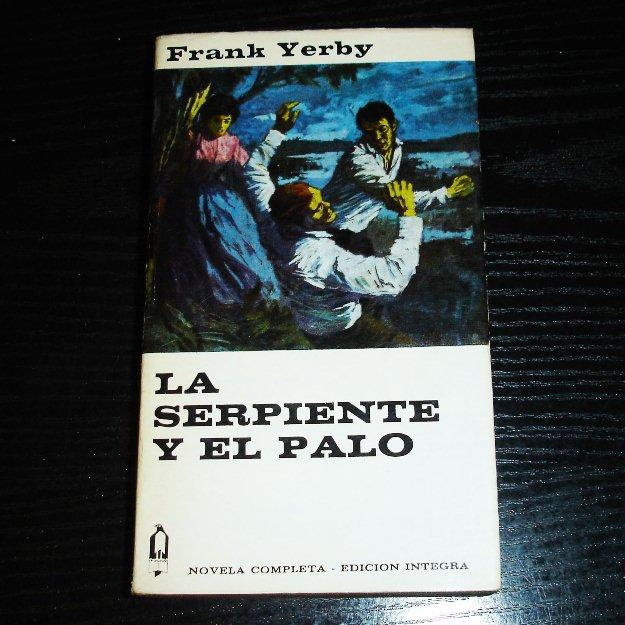 Frank Yerby
LA
SERPIENTE
Y EL PALO
NOVELA COMPLETA - EDICION INTEGRA